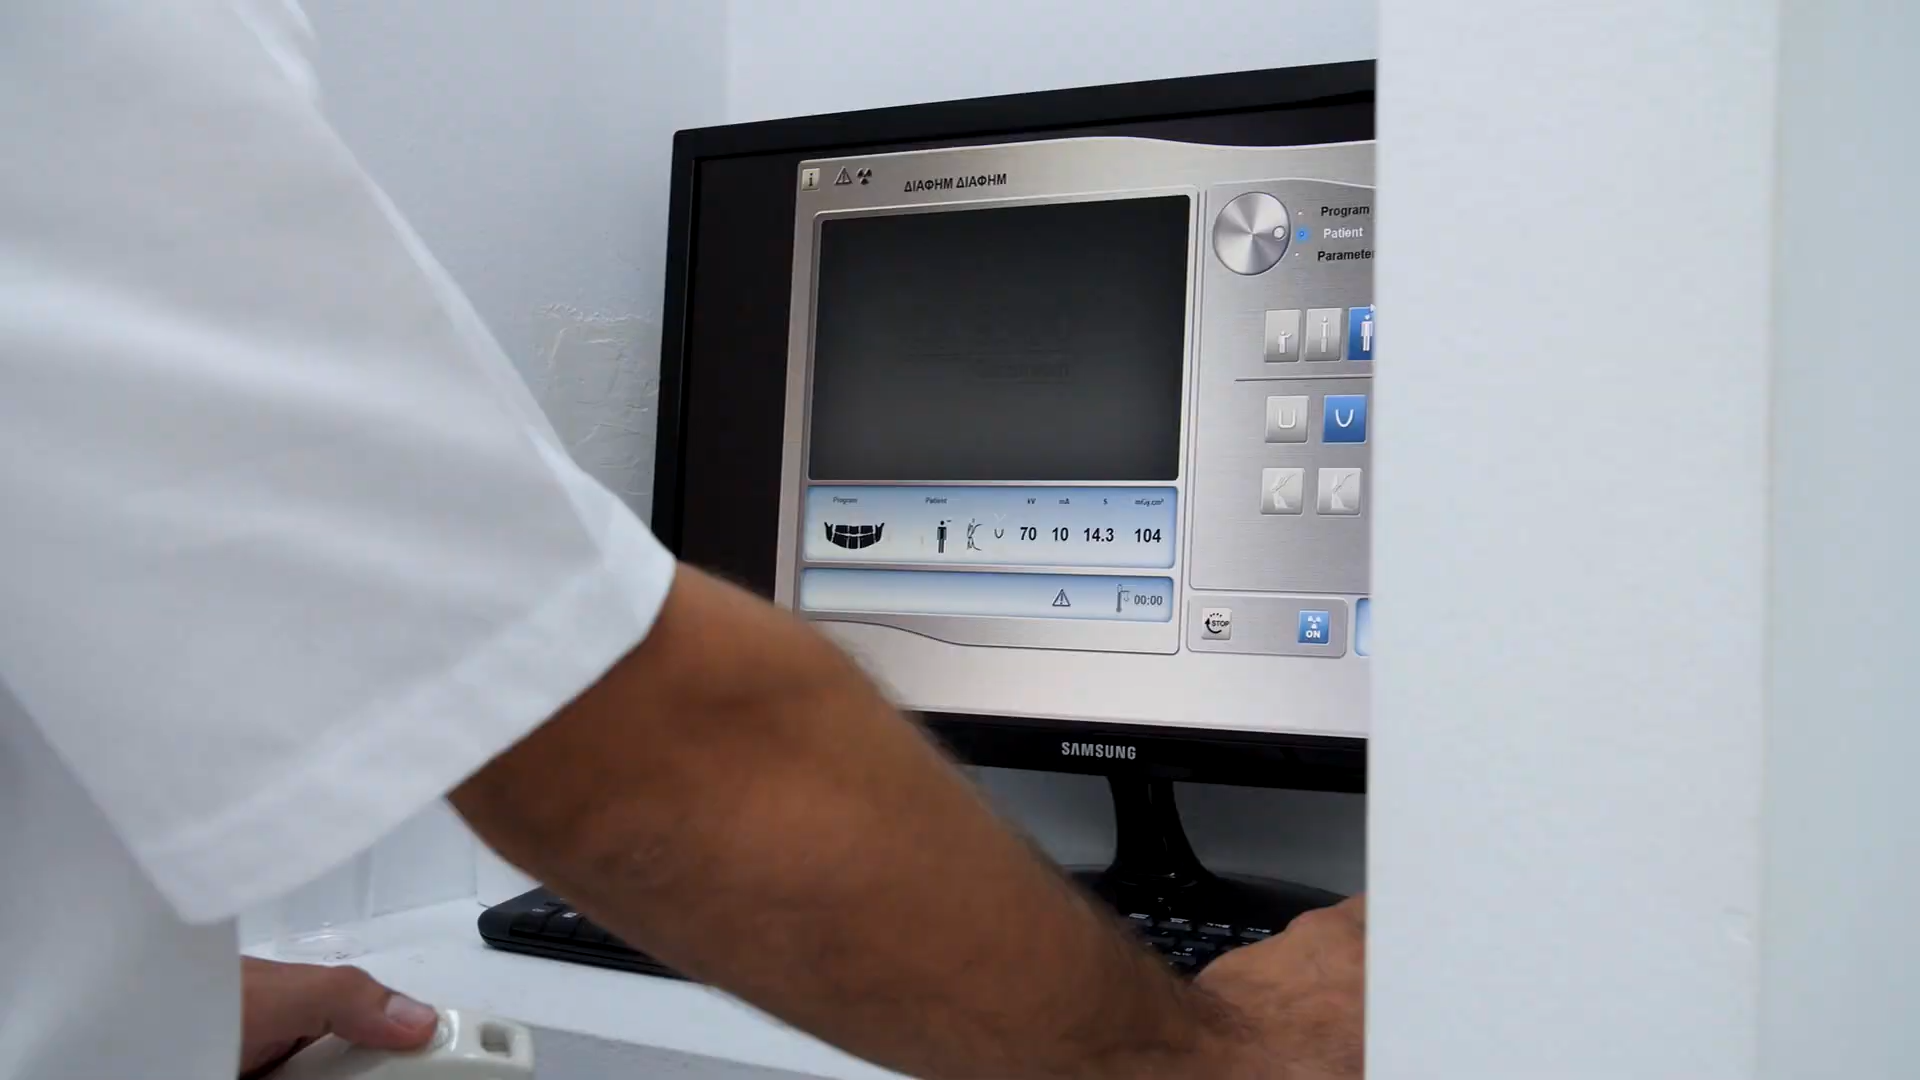 i
ΔΙΑΦΗΜ ΔΙΑΦΗΜ
Program
Patient
Parameter
Program Patient kV mA S mGy.cm²
70 10 14.3 104
00:00
STOP
ON
SAMSUNG